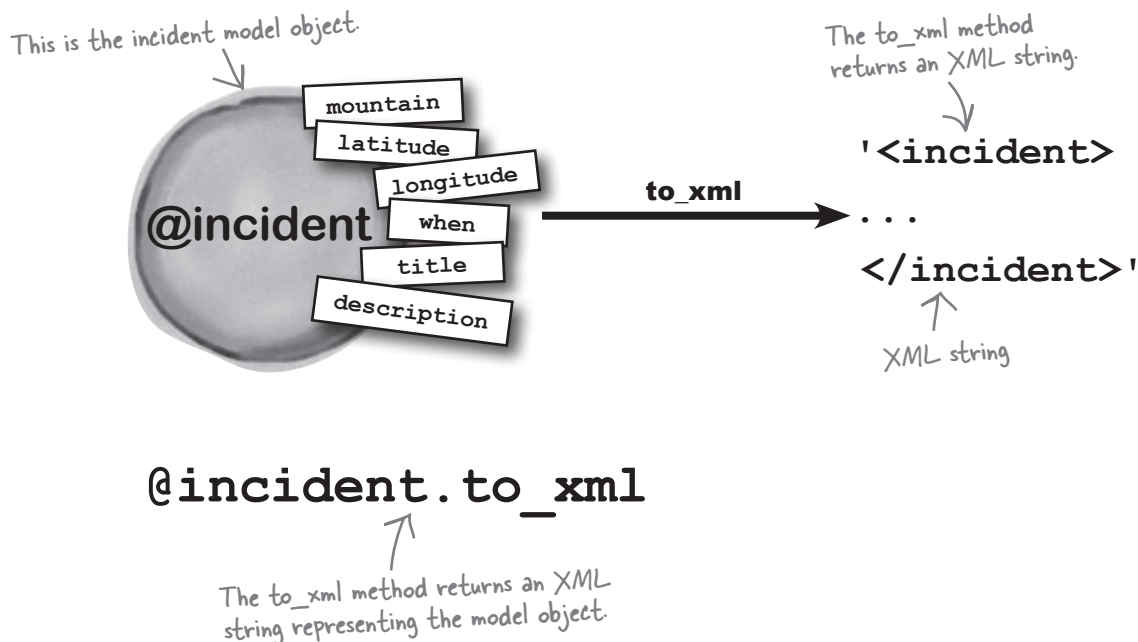 This is the incident model object.
mountain
latitude
longitude
@incident
when
title
description
to_xml
The to_xml method
returns an XML string.
'<incident>
...
</incident>'
XML string
@incident.to_xml
The to_xml method returns an XML
string representing the model object.